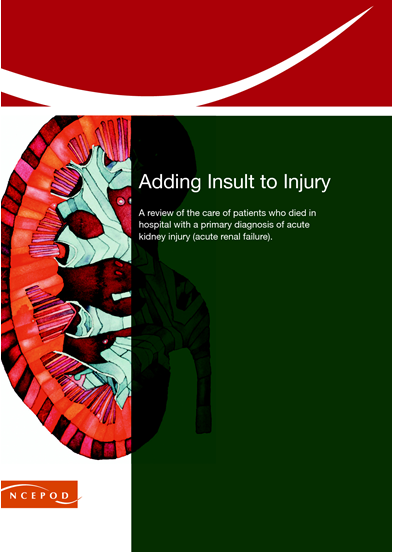 Adding Insult to Injury
A review of the care of patients who died in
hospital with a primary diagnosis of acute
kidney injury (acute renal failure).
NCEPOD